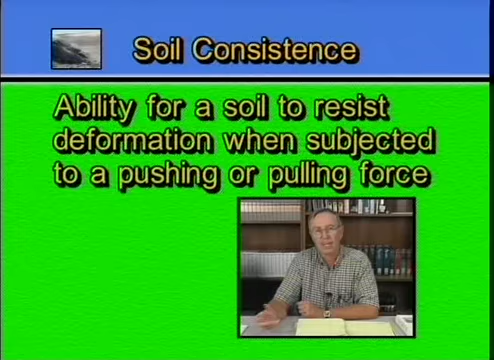 Soil Consistence
Ability for a soil to resist
deformation when subjected
to a pushing or pulling force